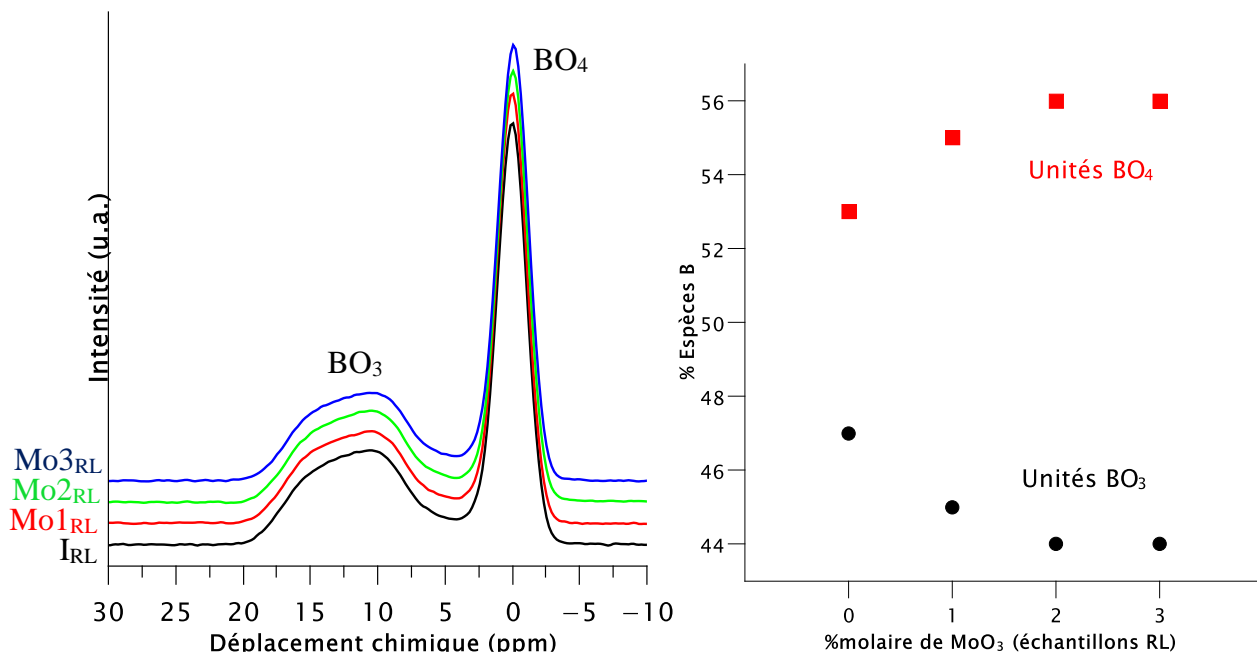 BO₄
BO₃
Intensité (u.a.)
Mo3RL
Mo2RL
Mo1RL
IRL
30 25 20 15 10 5 0 −5 −10
Déplacement chimique (ppm)
56
54
52
50
48
46
44
% Espèces B
Unités BO₄
Unités BO₃
0 1 2 3
%molaire de MoO₃ (échantillons RL)